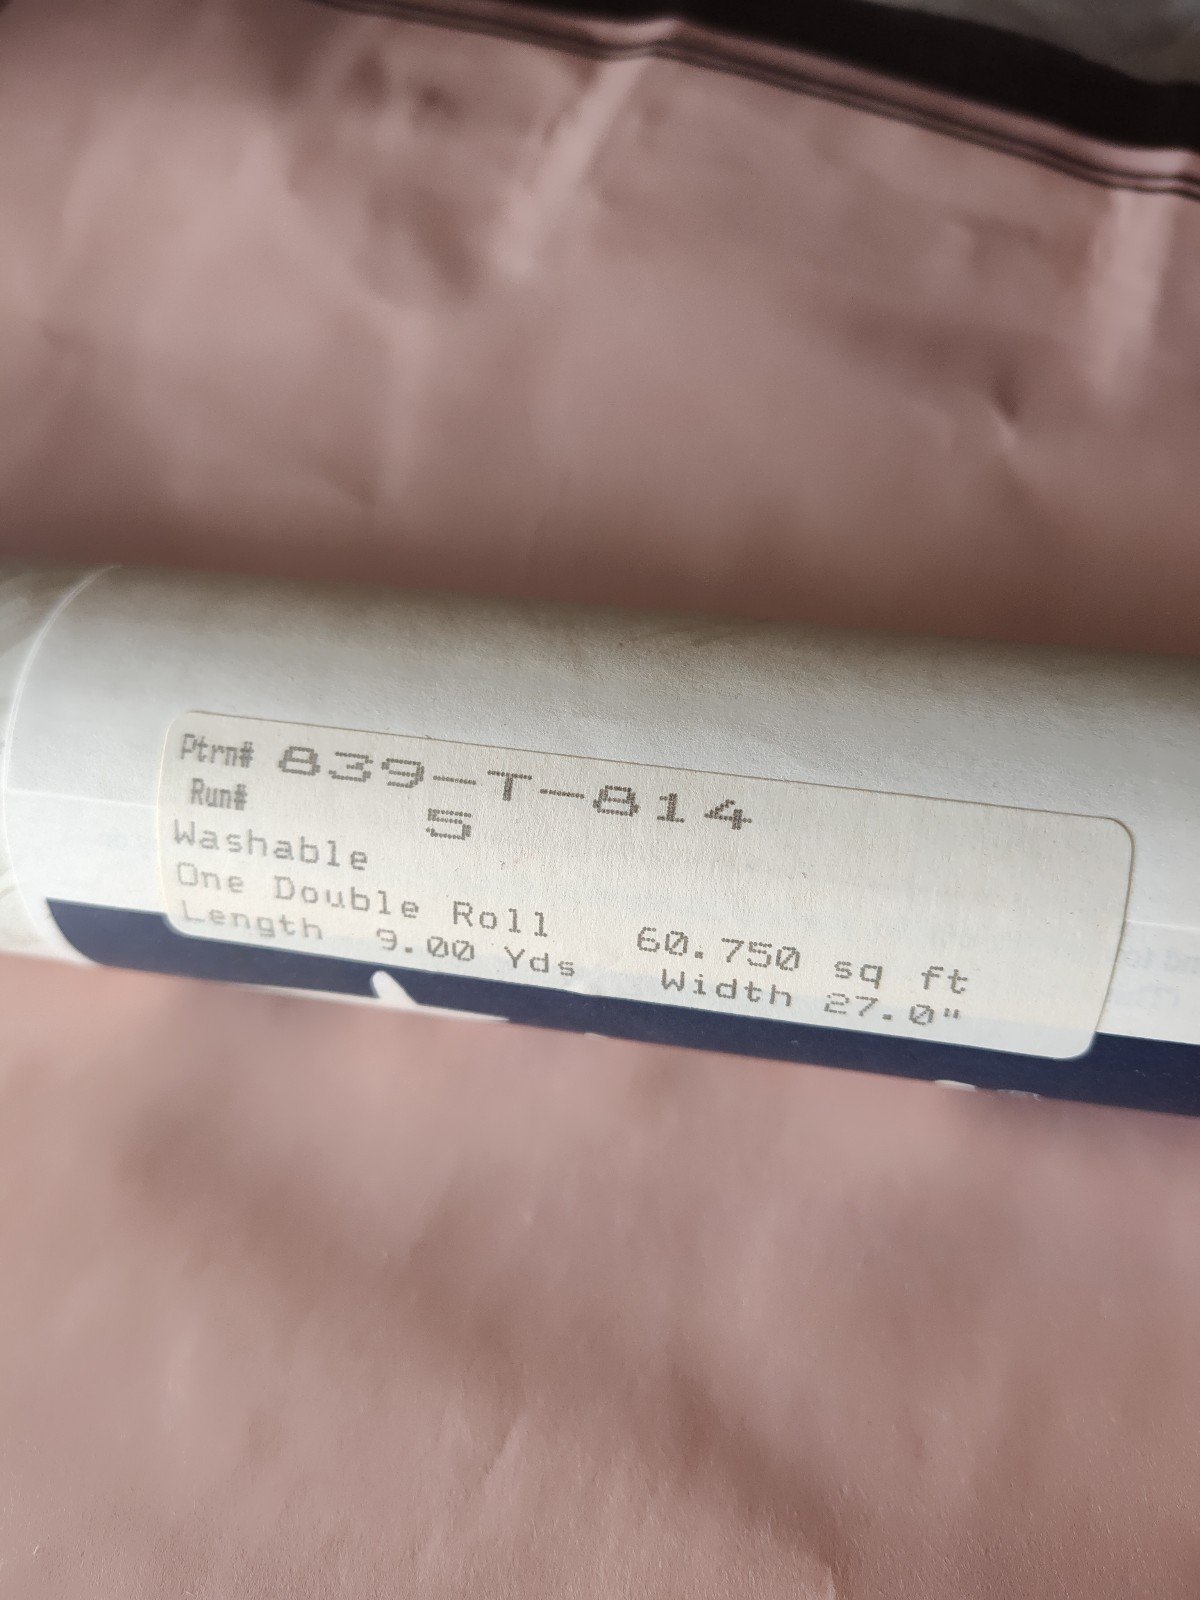 Ptrn# 839-T-814
Run# 5
Washable
One Double Roll 60.750 sq ft
Length 9.00 Yds Width 27.0"